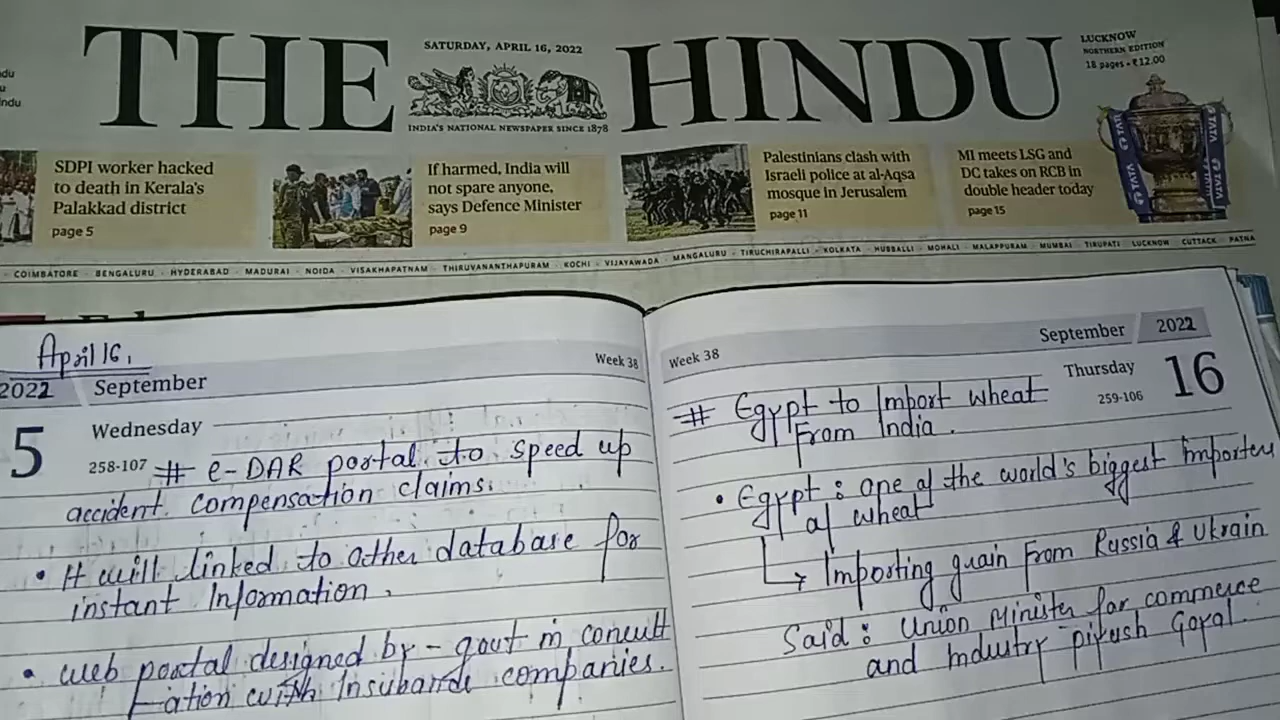 THE HINDU
SATURDAY, APRIL 16, 2022
INDIA'S NATIONAL NEWSPAPER SINCE 1878
LUCKNOW
NORTHERN EDITION
18 pages • ₹12.00
du
u
indu
SDPI worker hacked
to death in Kerala's
Palakkad district
page 5
If harmed, India will
not spare anyone,
says Defence Minister
page 9
Palestinians clash with
Israeli police at al-Aqsa
mosque in Jerusalem
page 11
MI meets LSG and
DC takes on RCB in
double header today
page 15
TATA
TATA
TATA
COIMBATORE • BENGALURU • HYDERABAD • MADURAI • NOIDA • VISAKHAPATNAM • THIRUVANANTHAPURAM • KOCHI • VIJAYAWADA • MANGALURU • TIRUCHIRAPALLI • KOLKATA • HUBBALLI • MOHALI • MALAPPURAM • MUMBAI • TIRUPATI • LUCKNOW • CUTTACK • PATNA
April 16,
2022 September
Week 38
5 Wednesday
258-107 # e-DAR portal to speed up
accident compensation claims.
• It will linked to other database for
instant Information.
• web portal designed by - govt in consult
-ation with Insurance companies.
Week 38
September 2022
Thursday 16
259-106
# Egypt to Import wheat
From India.
• Egypt : one of the world's biggest importers
of wheat
↳ Importing grain From Russia & Ukrain
Said : Union Minister for commerce
and Industry piyush Goyal.